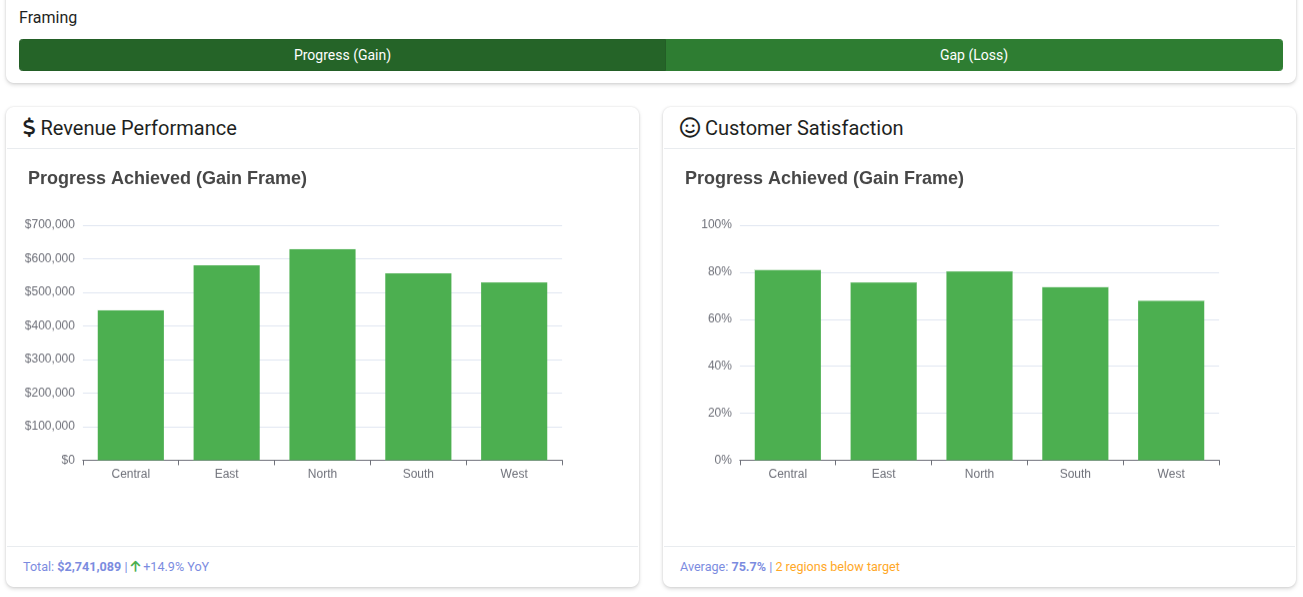 Framing
Progress (Gain)
Gap (Loss)
Revenue Performance
Progress Achieved (Gain Frame)
$700,000
$600,000
$500,000
$400,000
$300,000
$200,000
$100,000
$0
Central East North South West
Total: $2,741,089 | ↑ +14.9% YoY
Customer Satisfaction
Progress Achieved (Gain Frame)
100%
80%
60%
40%
20%
0%
Central East North South West
Average: 75.7% | 2 regions below target